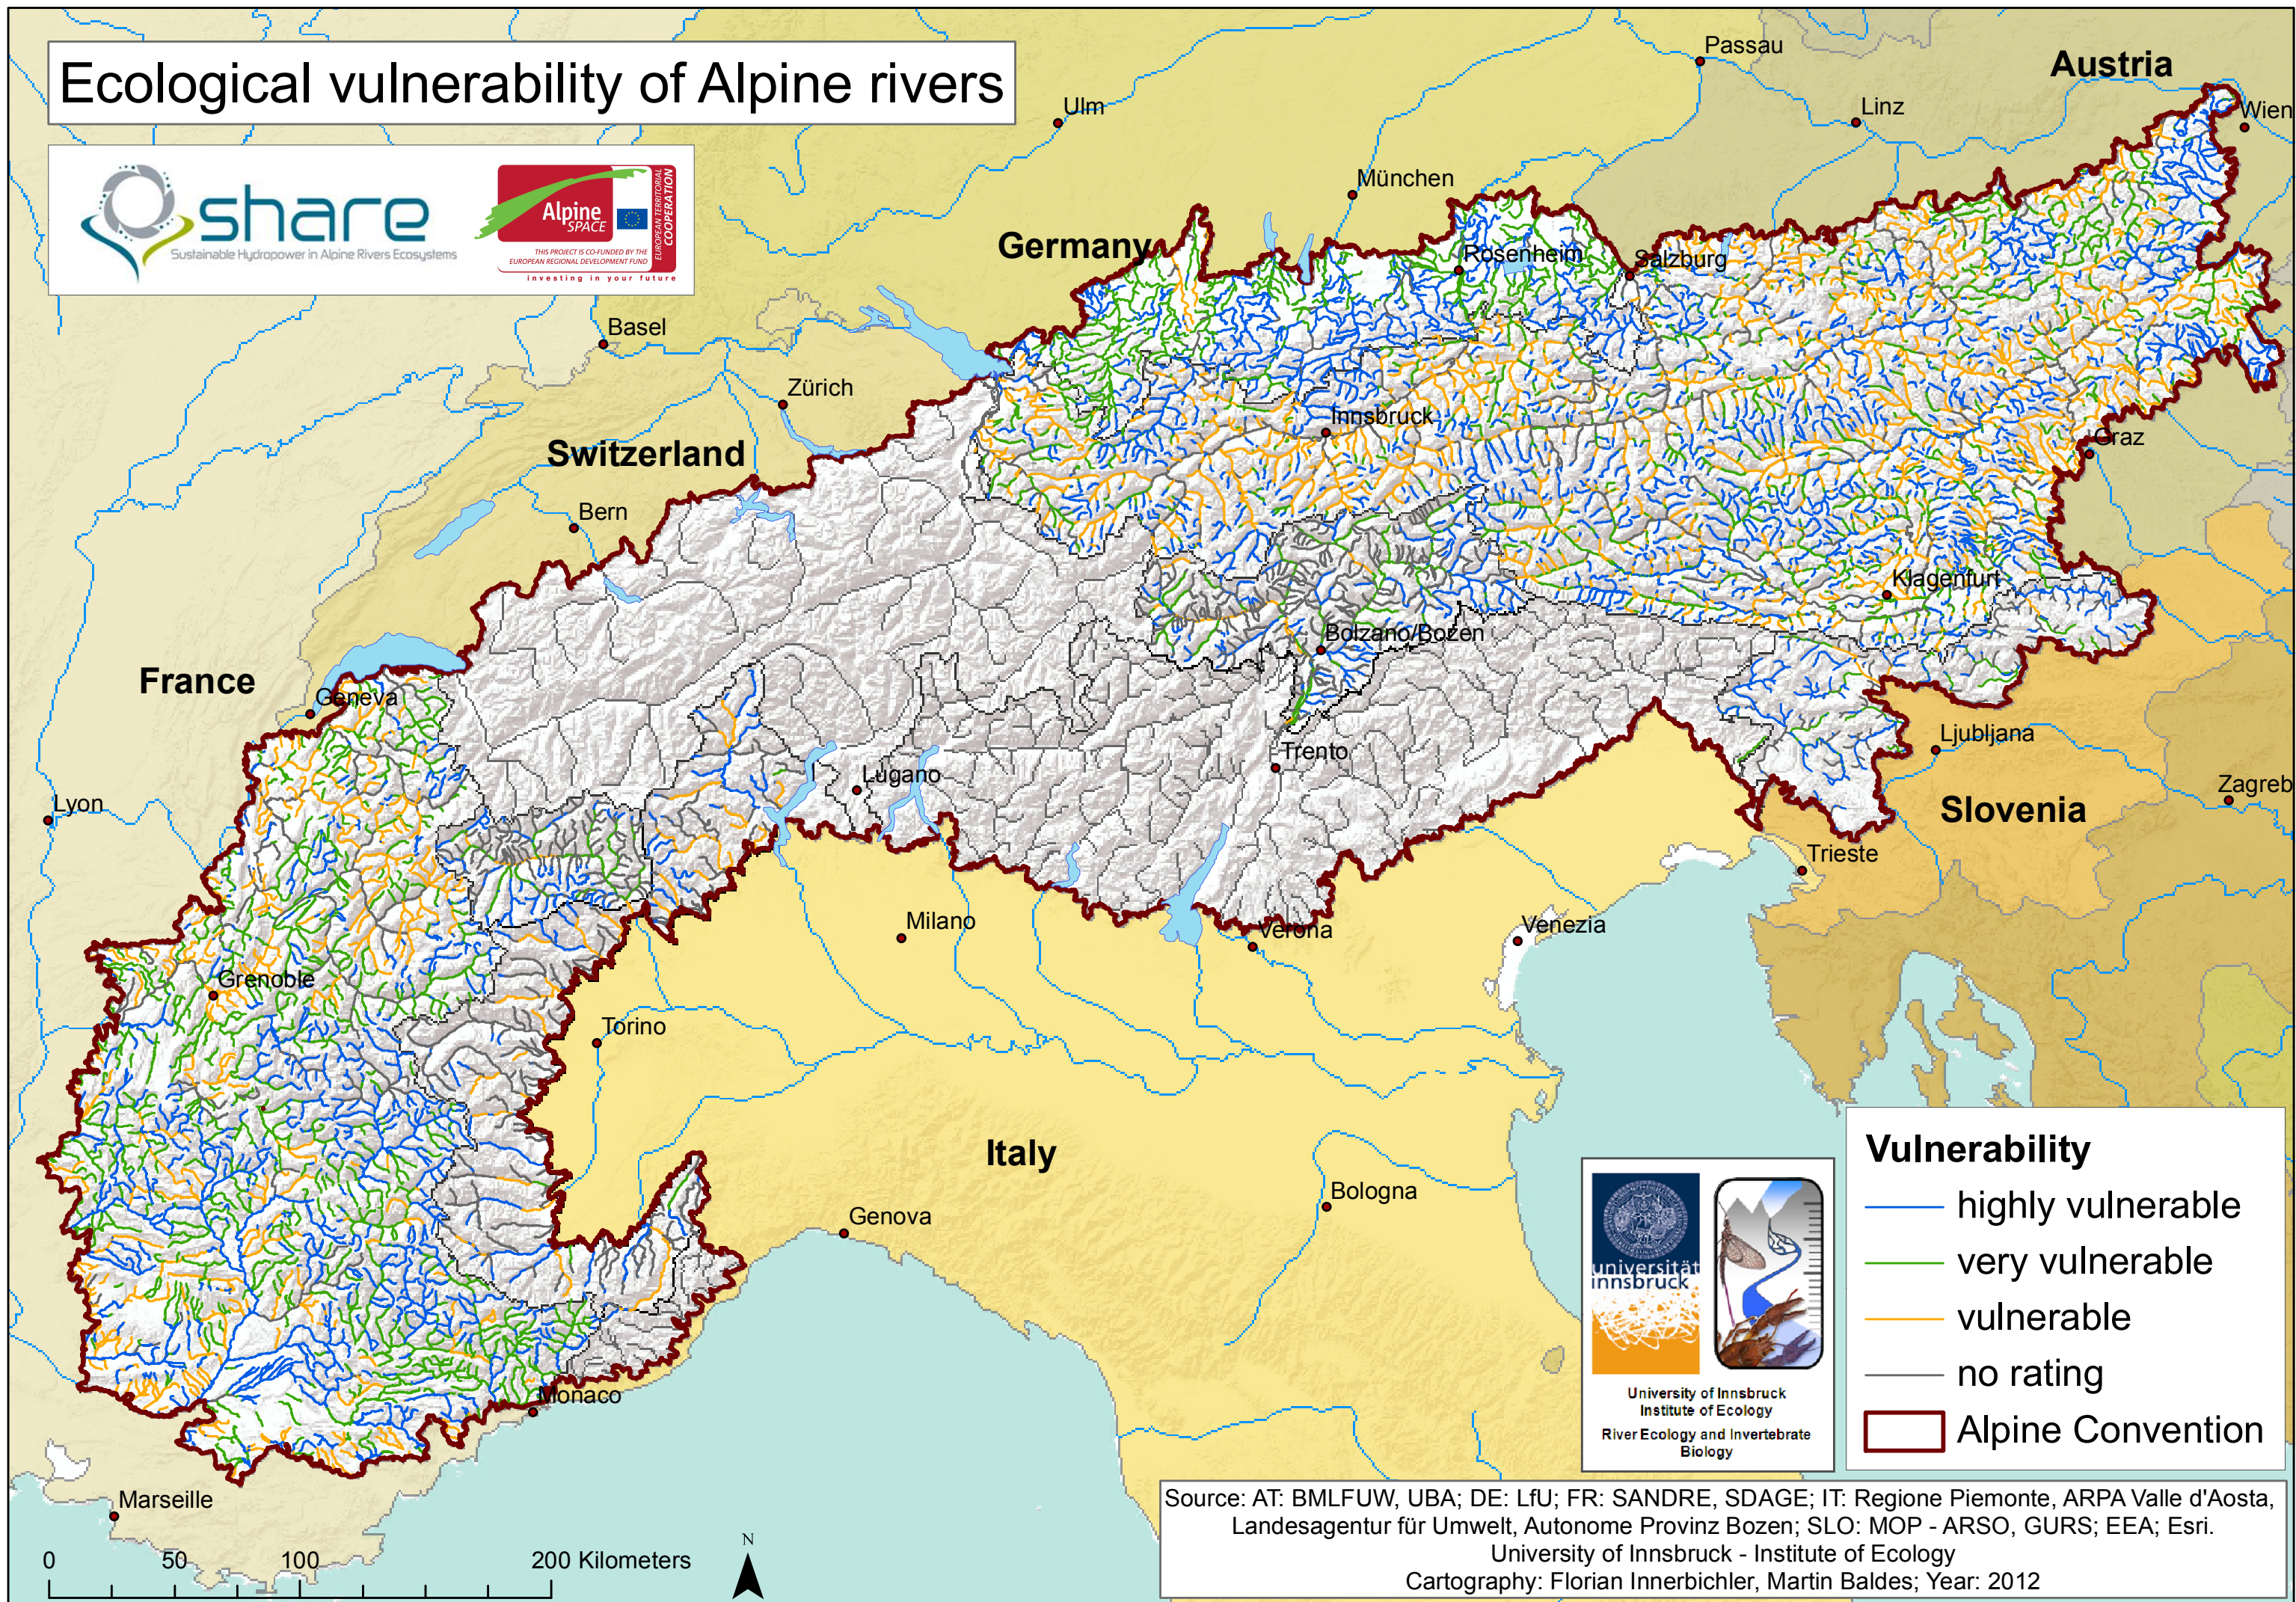 Ecological vulnerability of Alpine rivers
share
Sustainable Hydropower in Alpine Rivers Ecosystems
Alpine
SPACE
EUROPEAN TERRITORIAL
COOPERATION
THIS PROJECT IS CO-FUNDED BY THE
EUROPEAN REGIONAL DEVELOPMENT FUND
investing in your future
Passau
Austria
Ulm
Linz
Wien
München
Germany
Rosenheim
Salzburg
Basel
Zürich
Innsbruck
Switzerland
Graz
Bern
Klagenfurt
Bolzano/Bozen
France
Geneva
Ljubljana
Trento
Lugano
Zagreb
Lyon
Slovenia
Trieste
Milano
Venezia
Verona
Grenoble
Torino
Italy
Bologna
Genova
Monaco
Marseille
0 50 100 200 Kilometers
N
universität
innsbruck
University of Innsbruck
Institute of Ecology
River Ecology and Invertebrate
Biology
Vulnerability
highly vulnerable
very vulnerable
vulnerable
no rating
Alpine Convention
Source: AT: BMLFUW, UBA; DE: LfU; FR: SANDRE, SDAGE; IT: Regione Piemonte, ARPA Valle d'Aosta,
Landesagentur für Umwelt, Autonome Provinz Bozen; SLO: MOP - ARSO, GURS; EEA; Esri.
University of Innsbruck - Institute of Ecology
Cartography: Florian Innerbichler, Martin Baldes; Year: 2012